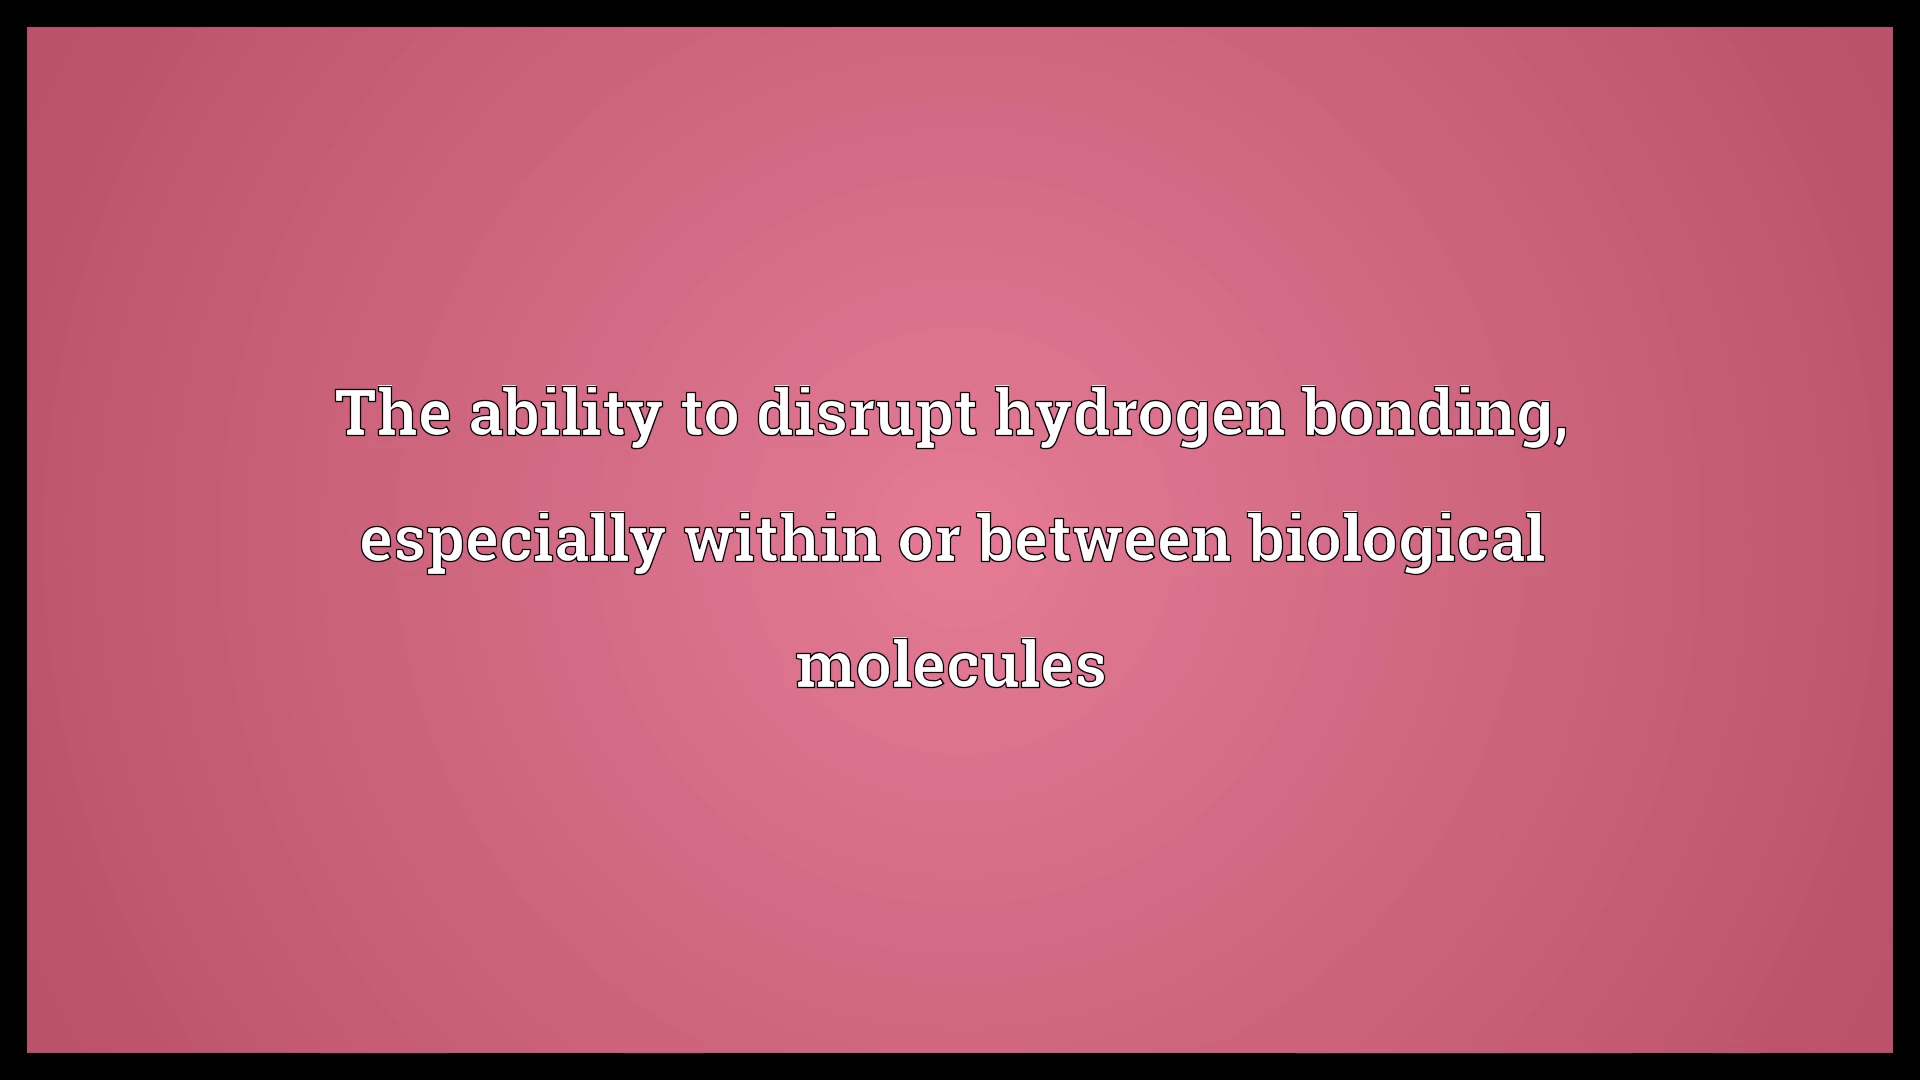 The ability to disrupt hydrogen bonding,
especially within or between biological
molecules